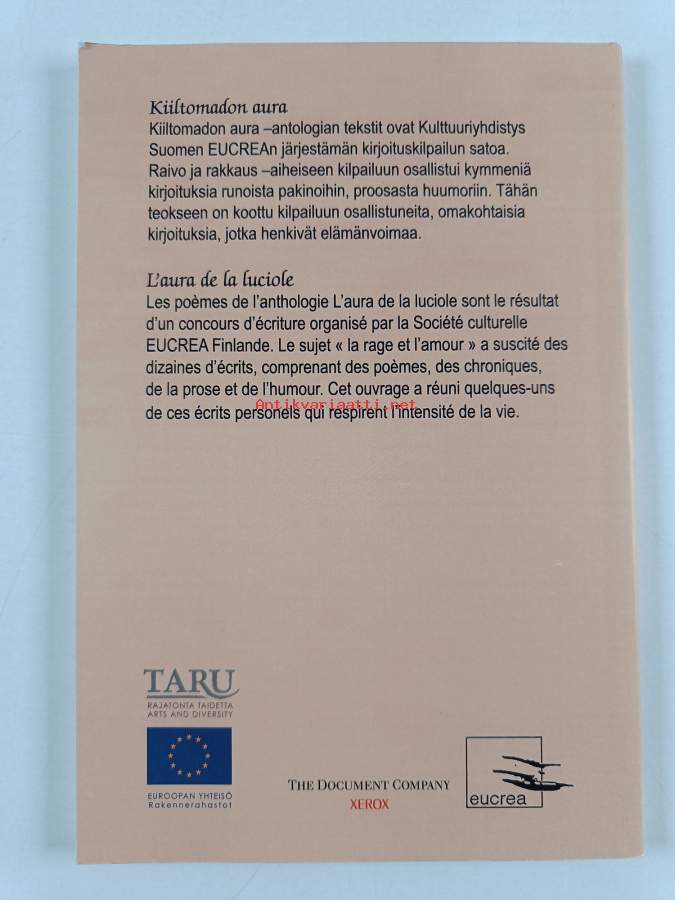 Kiiltomadon aura
Kiiltomadon aura –antologian tekstit ovat Kulttuuriyhdistys
Suomen EUCREAn järjestämän kirjoituskilpailun satoa.
Raivo ja rakkaus –aiheiseen kilpailuun osallistui kymmeniä
kirjoituksia runoista pakinoihin, proosasta huumoriin. Tähän
teokseen on koottu kilpailuun osallistuneita, omakohtaisia
kirjoituksia, jotka henkivät elämänvoimaa.
L'aura de la luciole
Les poèmes de l'anthologie L'aura de la luciole sont le résultat
d'un concours d'écriture organisé par la Société culturelle
EUCREA Finlande. Le sujet « la rage et l'amour » a suscité des
dizaines d'écrits, comprenant des poèmes, des chroniques,
de la prose et de l'humour. Cet ouvrage a réuni quelques-uns
Antikvariaatti.net
de ces écrits personels qui respirent l'intensité de la vie.
TARU
RAJATONTA TAIDETTA
ARTS AND DIVERSITY
EUROOPAN YHTEISÖ
Rakennerahastot
THE DOCUMENT COMPANY
XEROX
eucrea